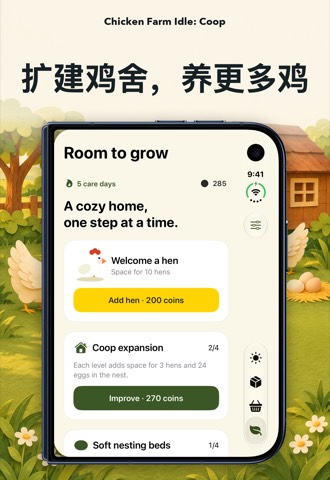 Chicken Farm Idle: Coop
扩建鸡舍，养更多鸡
Room to grow
9:41
5 care days
285
A cozy home,
one step at a time.
Welcome a hen
Space for 10 hens
Add hen · 200 coins
Coop expansion
2/4
Each level adds space for 3 hens and 24
eggs in the nest.
Improve · 270 coins
Soft nesting beds
1/4